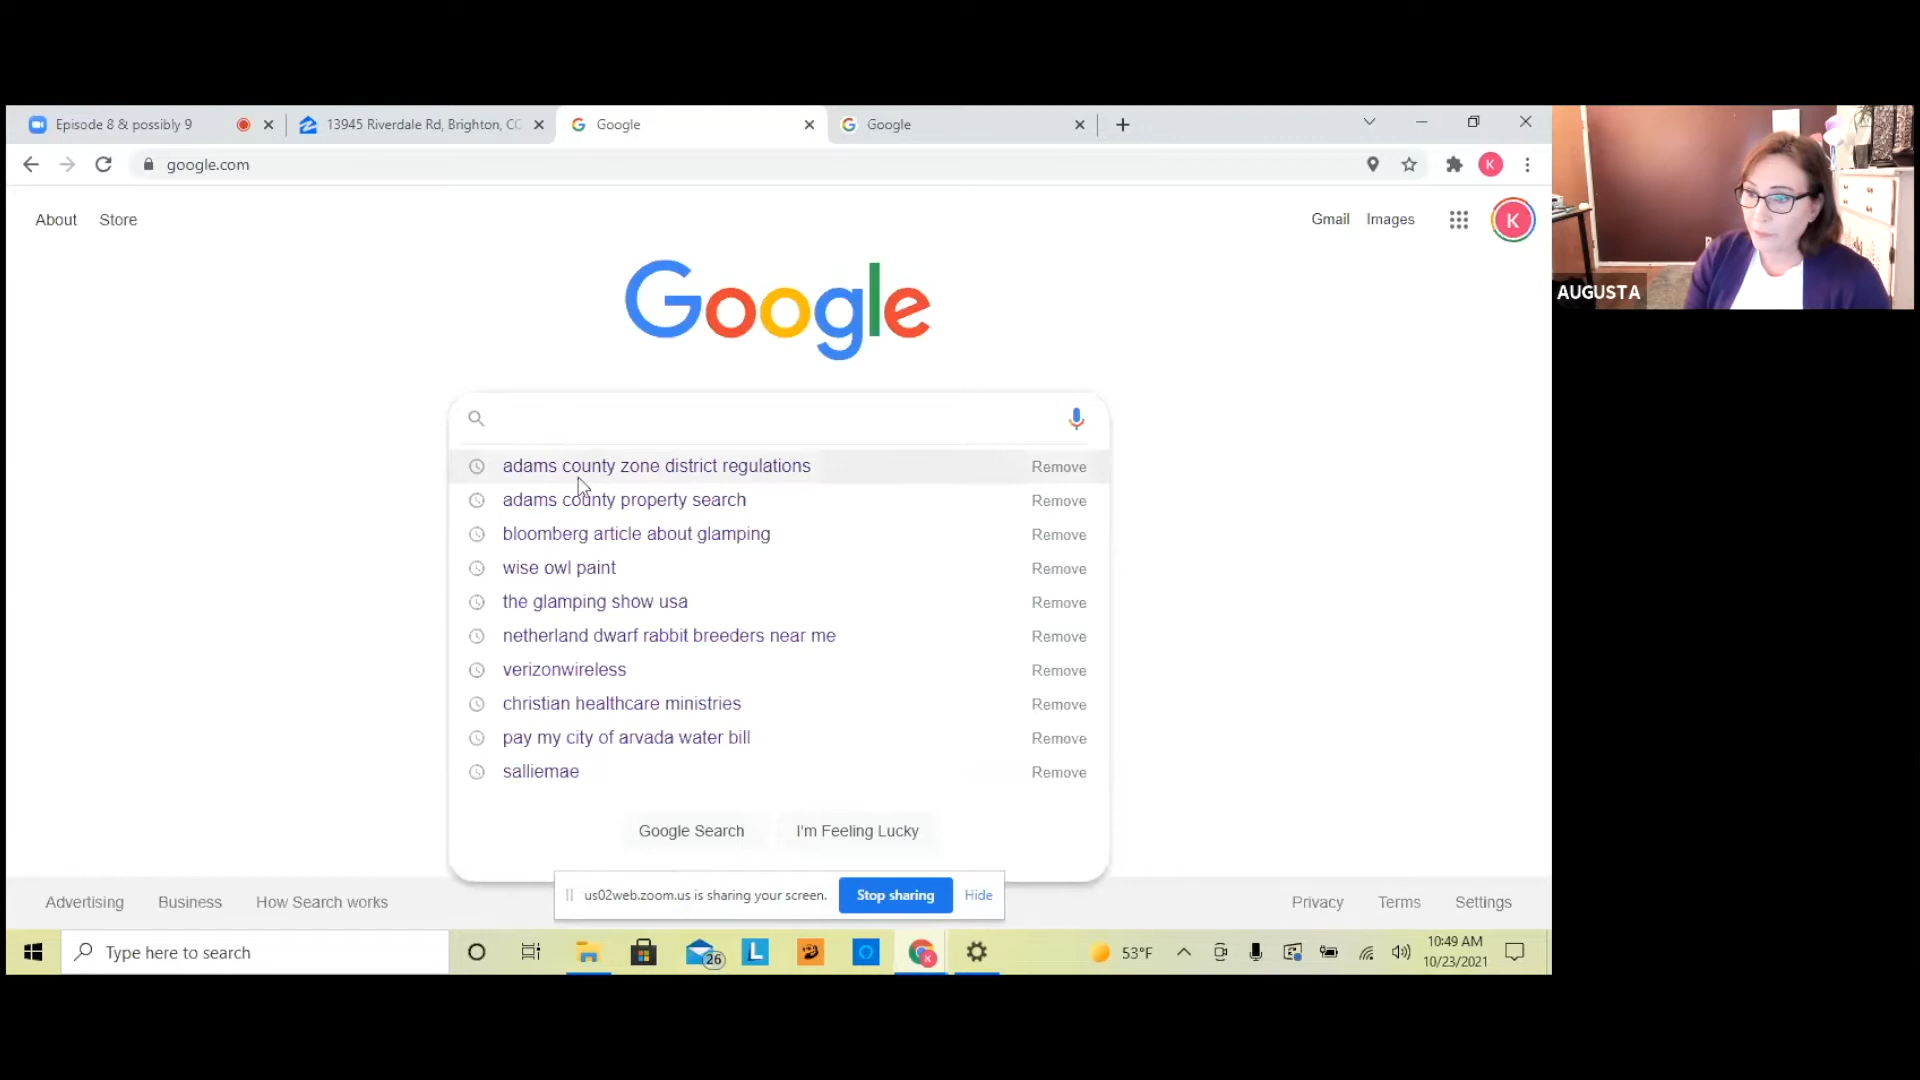 Episode 8 & possibly 9
13945 Riverdale Rd, Brighton, CC
Google
Google
google.com
K
About
Store
Gmail
Images
K
Google
adams county zone district regulations
Remove
adams county property search
Remove
bloomberg article about glamping
Remove
wise owl paint
Remove
the glamping show usa
Remove
netherland dwarf rabbit breeders near me
Remove
verizonwireless
Remove
christian healthcare ministries
Remove
pay my city of arvada water bill
Remove
salliemae
Remove
Google Search
I'm Feeling Lucky
us02web.zoom.us is sharing your screen.
Stop sharing
Hide
Advertising
Business
How Search works
Privacy
Terms
Settings
Type here to search
26
L
K
53°F
10:49 AM
10/23/2021
AUGUSTA